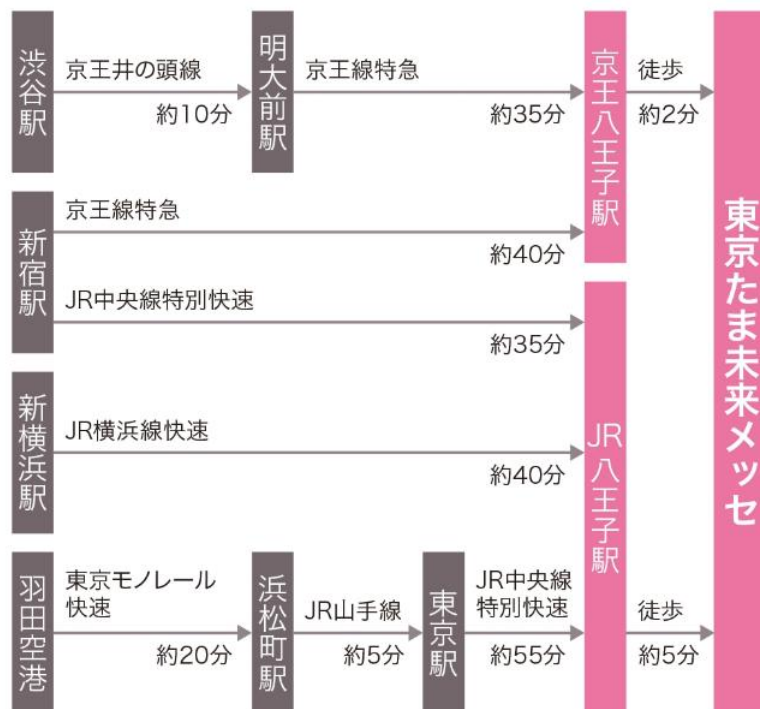 渋谷駅
京王井の頭線
約10分
明大前駅
京王線特急
約35分
京王八王子駅
徒歩
約2分
東京たま未来メッセ
新宿駅
京王線特急
約40分
JR中央線特別快速
約35分
新横浜駅
JR横浜線快速
約40分
JR八王子駅
羽田空港
東京モノレール
快速
約20分
浜松町駅
JR山手線
約5分
東京駅
JR中央線
特別快速
約55分
徒歩
約5分